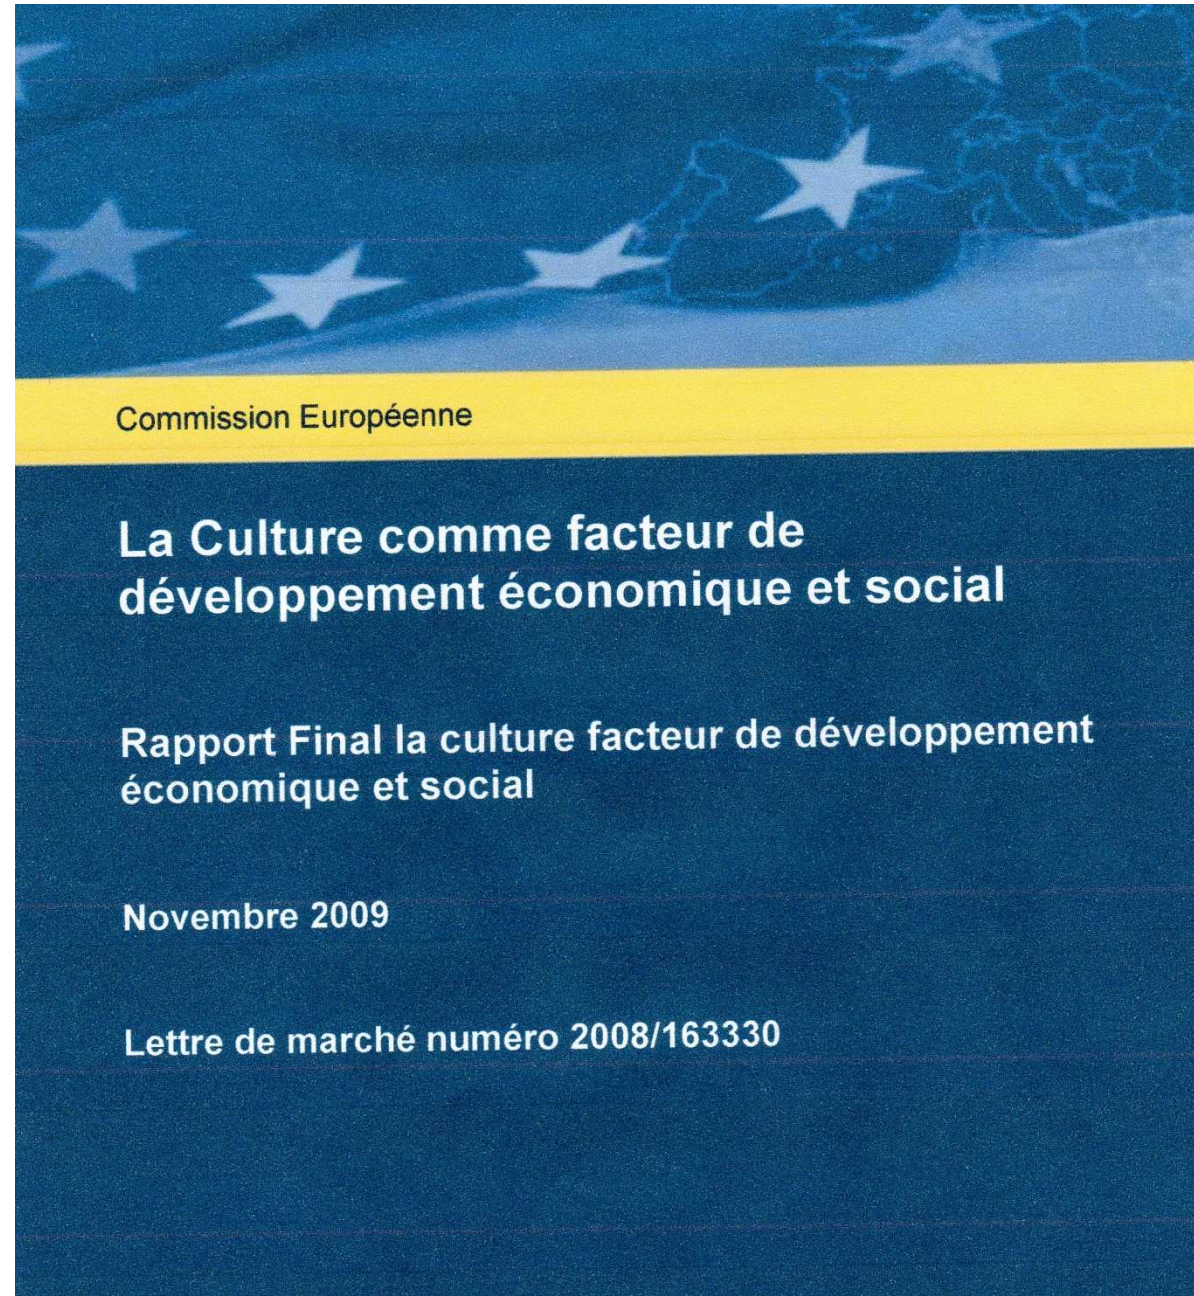 Commission Européenne
La Culture comme facteur de
développement économique et social
Rapport Final la culture facteur de développement
économique et social
Novembre 2009
Lettre de marché numéro 2008/163330